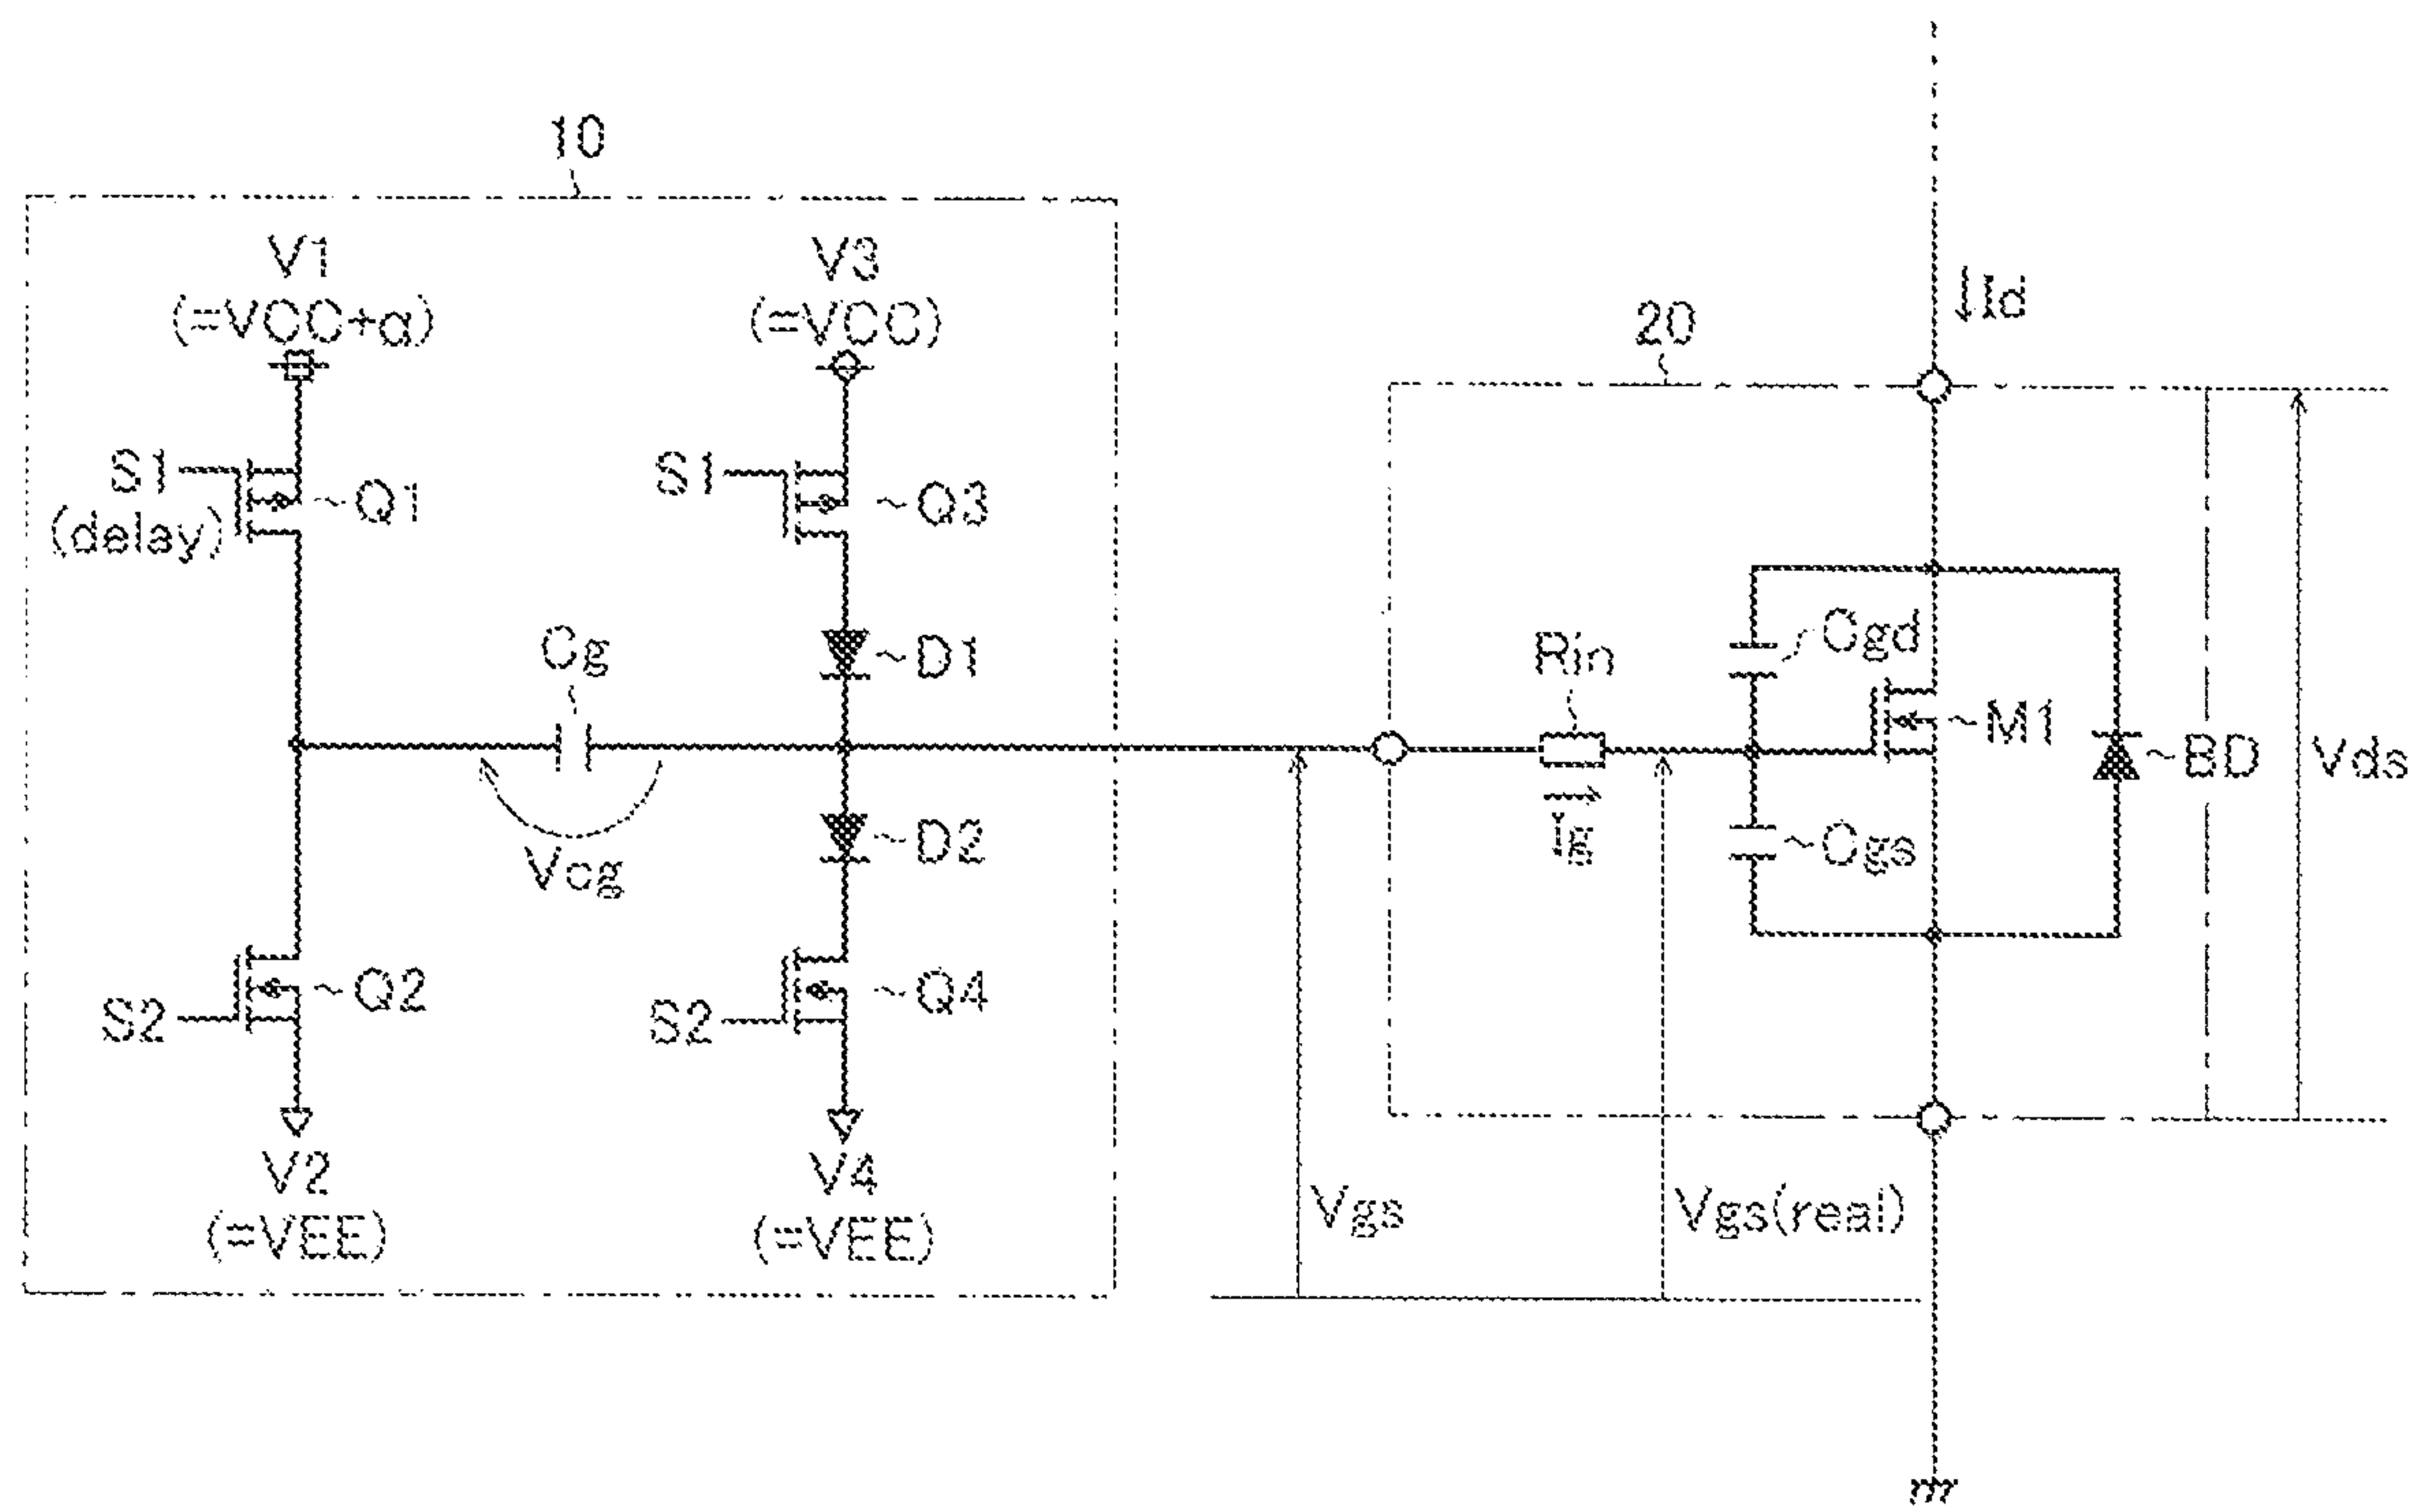 10
V1
(=VCC+α)
V3
(=VCC)
↓Id
20
S1
(delay)
Q1
S1
Q3
Cg
D1
Rin
Cgd
M1
BD
Vds
Vcg
D2
Ig
Cgs
S2
Q2
S2
Q4
V2
(=VEE)
V4
(=VEE)
Vgs
Vgs(real)